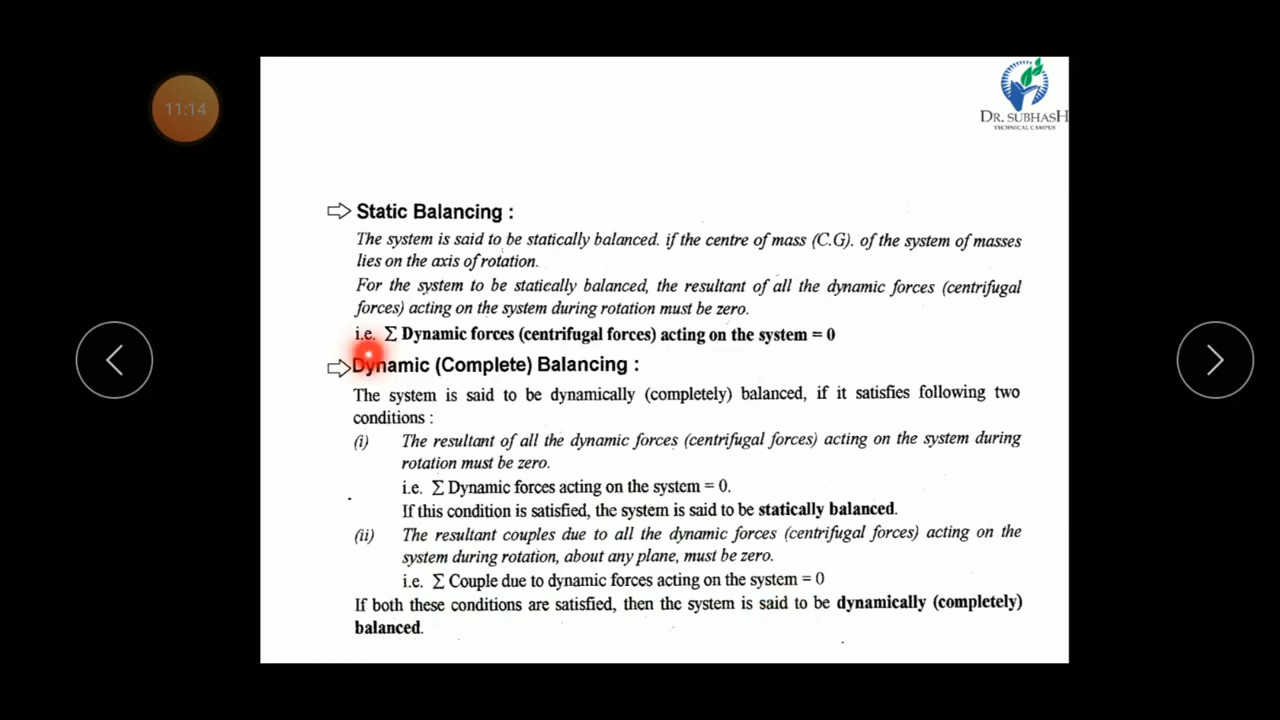 11:14
DR. SUBHASH
TECHNICAL CAMPUS
Static Balancing :
The system is said to be statically balanced. if the centre of mass (C.G). of the system of masses
lies on the axis of rotation.
For the system to be statically balanced, the resultant of all the dynamic forces (centrifugal
forces) acting on the system during rotation must be zero.
i.e. Σ Dynamic forces (centrifugal forces) acting on the system = 0
Dynamic (Complete) Balancing :
The system is said to be dynamically (completely) balanced, if it satisfies following two
conditions :
(i) The resultant of all the dynamic forces (centrifugal forces) acting on the system during
rotation must be zero.
i.e. Σ Dynamic forces acting on the system = 0.
If this condition is satisfied, the system is said to be statically balanced.
(ii) The resultant couples due to all the dynamic forces (centrifugal forces) acting on the
system during rotation, about any plane, must be zero.
i.e. Σ Couple due to dynamic forces acting on the system = 0
If both these conditions are satisfied, then the system is said to be dynamically (completely)
balanced.